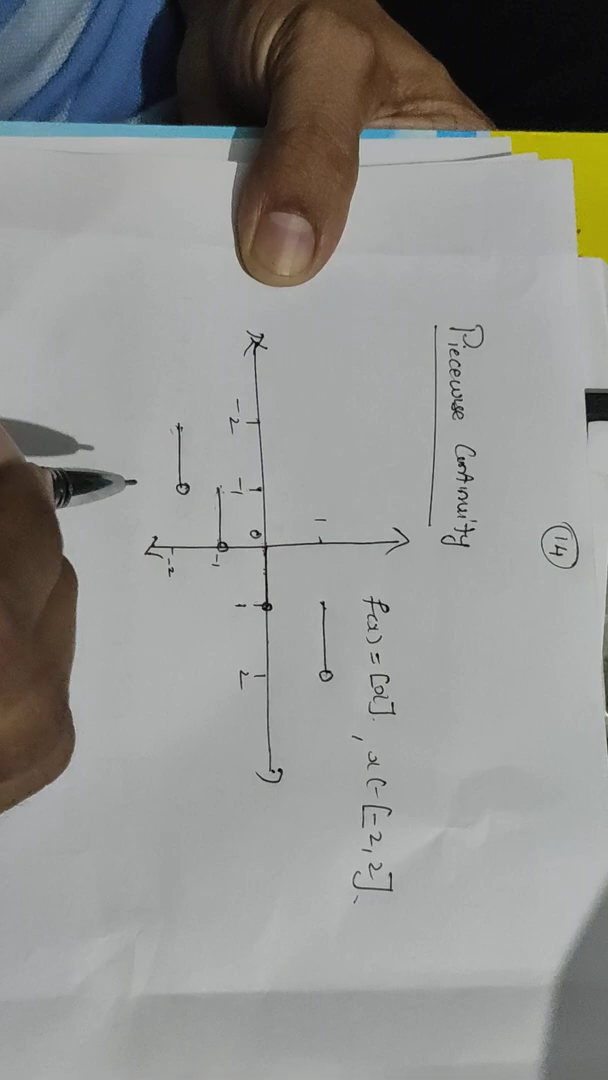 14
Piecewise Continuity
f(x) = [x], x ∈ [-2, 2].
1
-2 -1 0 1 2
-1
-2